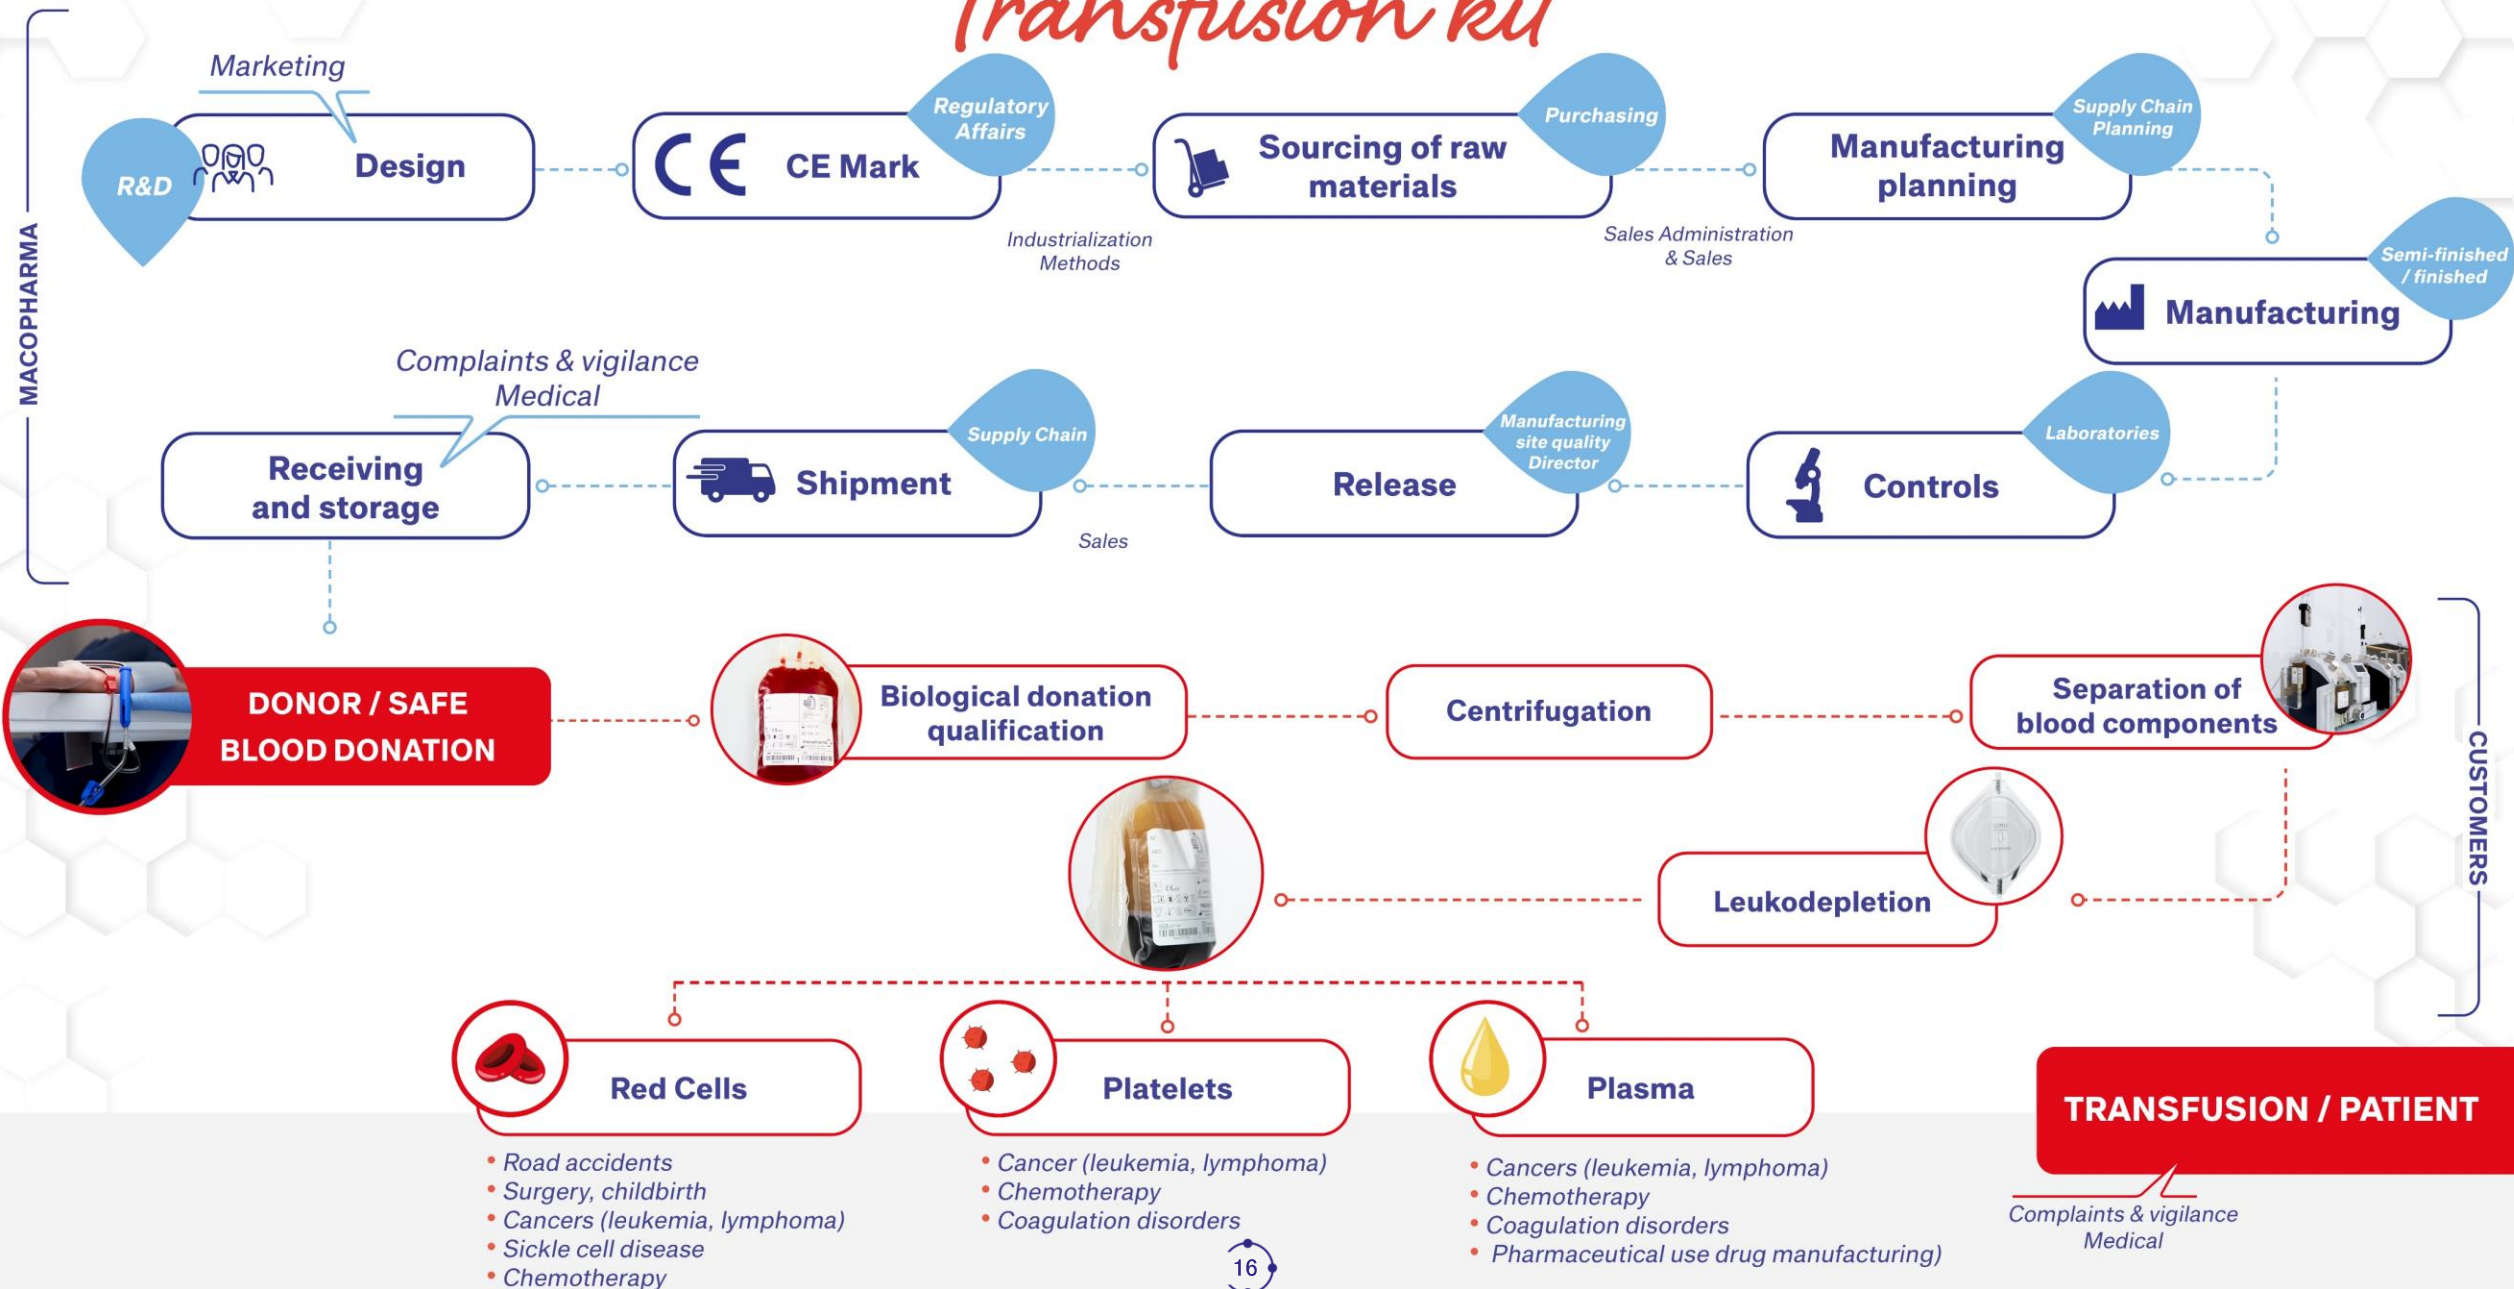 Transfusion kit
Marketing
R&D
Design
CE
CE Mark
Regulatory
Affairs
Industrialization
Methods
Sourcing of raw
materials
Purchasing
Sales Administration
& Sales
Manufacturing
planning
Supply Chain
Planning
MACOPHARMA
Manufacturing
Semi-finished
/ finished
Complaints & vigilance
Medical
Receiving
and storage
Shipment
Supply Chain
Sales
Release
Manufacturing
site quality
Director
Controls
Laboratories
DONOR / SAFE
BLOOD DONATION
Biological donation
qualification
Centrifugation
Separation of
blood components
CUSTOMERS
Leukodepletion
Red Cells
• Road accidents
• Surgery, childbirth
• Cancers (leukemia, lymphoma)
• Sickle cell disease
• Chemotherapy
Platelets
• Cancer (leukemia, lymphoma)
• Chemotherapy
• Coagulation disorders
Plasma
• Cancers (leukemia, lymphoma)
• Chemotherapy
• Coagulation disorders
• Pharmaceutical use drug manufacturing)
TRANSFUSION / PATIENT
Complaints & vigilance
Medical
16